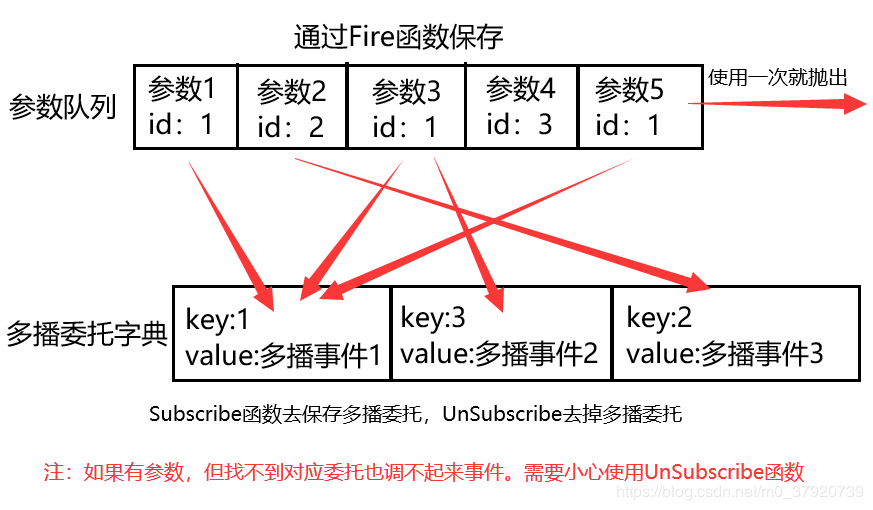 通过Fire函数保存
参数队列
参数1
id：1
参数2
id：2
参数3
id：1
参数4
id：3
参数5
id：1
使用一次就抛出
多播委托字典
key:1
value:多播事件1
key:3
value:多播事件2
key:2
value:多播事件3
Subscribe函数去保存多播委托，UnSubscribe去掉多播委托
注：如果有参数，但找不到对应委托也调不起来事件。需要小心使用UnSubscribe函数
https://blog.csdn.net/m0_37920739